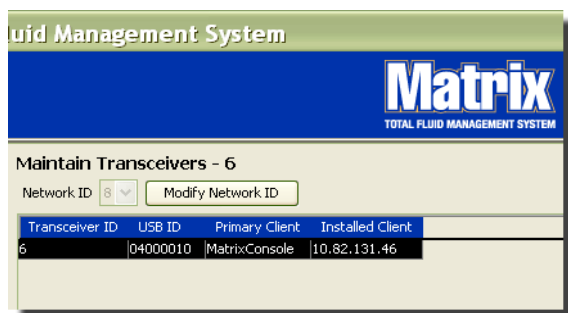 Fluid Management System
Matrix
TOTAL FLUID MANAGEMENT SYSTEM
Maintain Transceivers - 6
Network ID 8 Modify Network ID
Transceiver ID USB ID Primary Client Installed Client
6 04000010 MatrixConsole 10.82.131.46